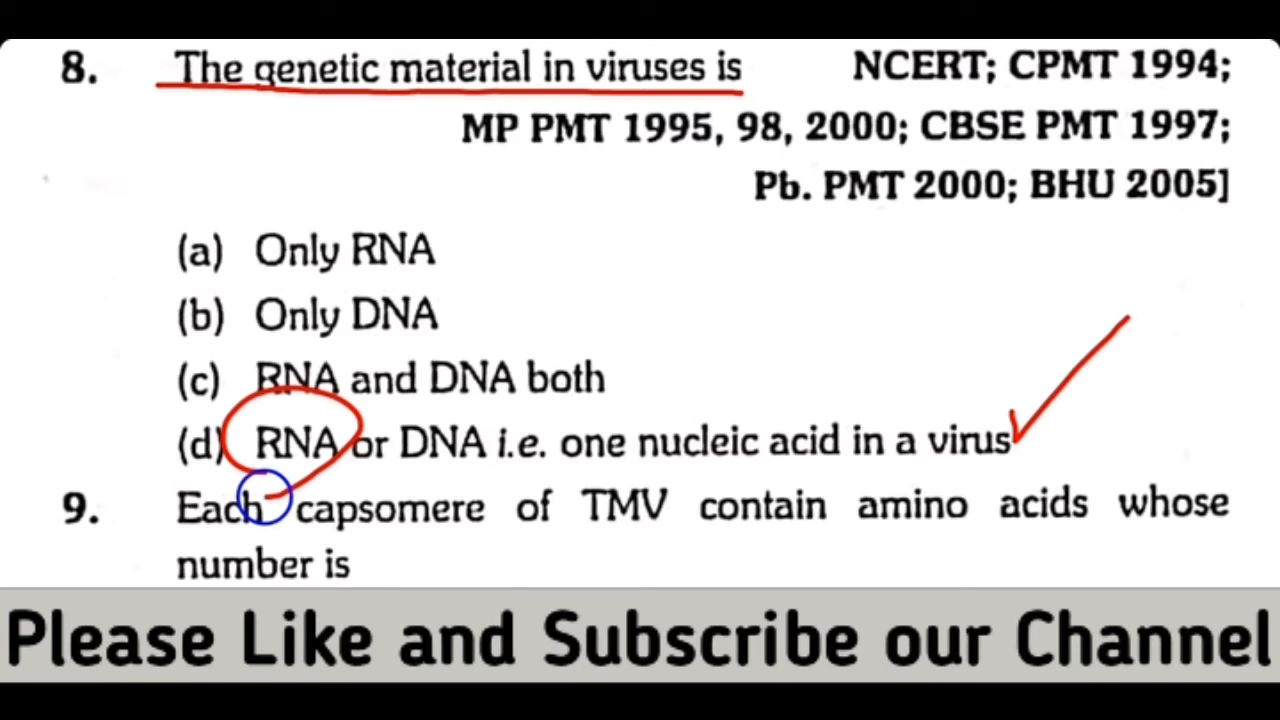 8. The genetic material in viruses is NCERT; CPMT 1994;
MP PMT 1995, 98, 2000; CBSE PMT 1997;
Pb. PMT 2000; BHU 2005]
(a) Only RNA
(b) Only DNA
(c) RNA and DNA both
(d) RNA or DNA i.e. one nucleic acid in a virus
9. Each capsomere of TMV contain amino acids whose
number is
Please Like and Subscribe our Channel